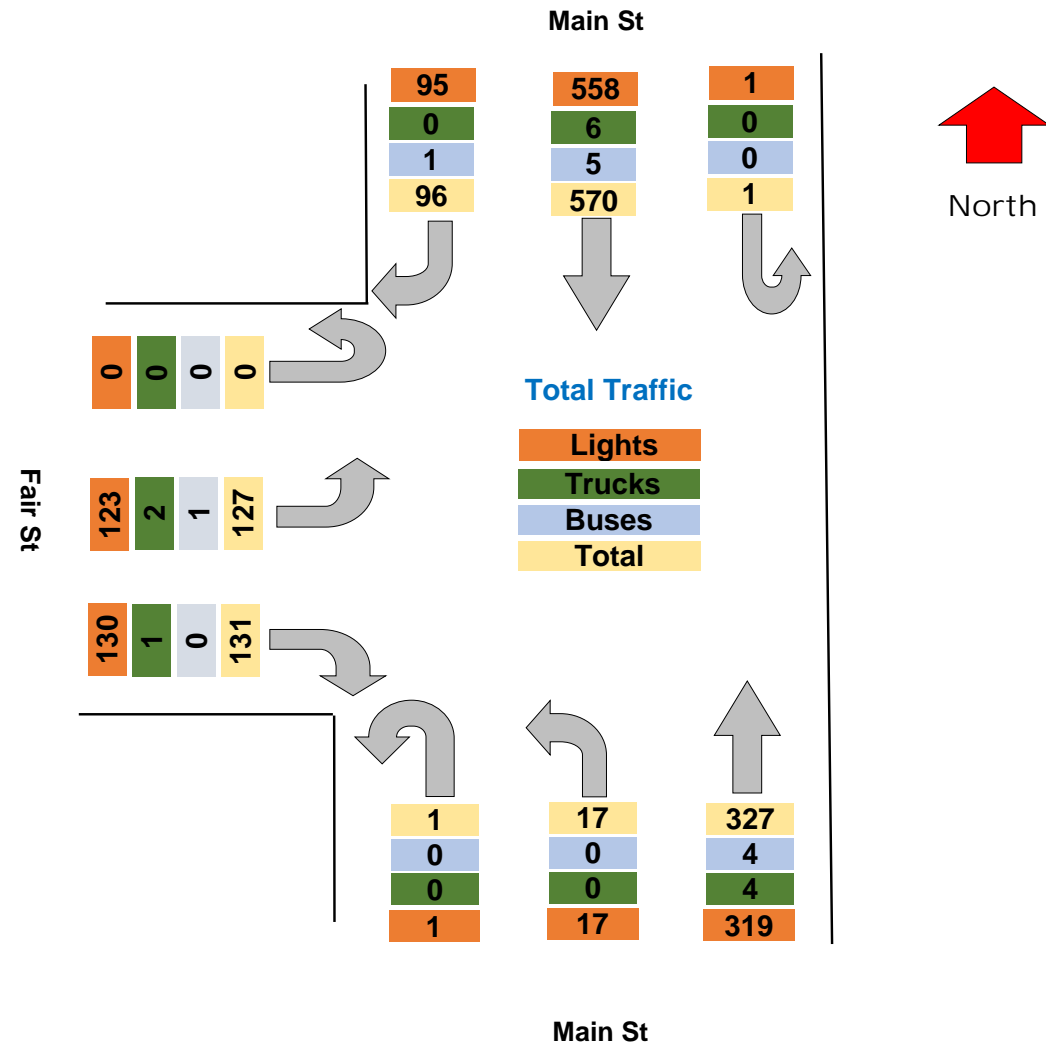 Main St
95 558 1
0 6 0
1 5 0
96 570 1
North
0 0 0 0
Total Traffic
Lights
Trucks
Buses
Total
Fair St
123 2 1 127
130 1 0 131
1 17 327
0 0 4
0 0 4
1 17 319
Main St